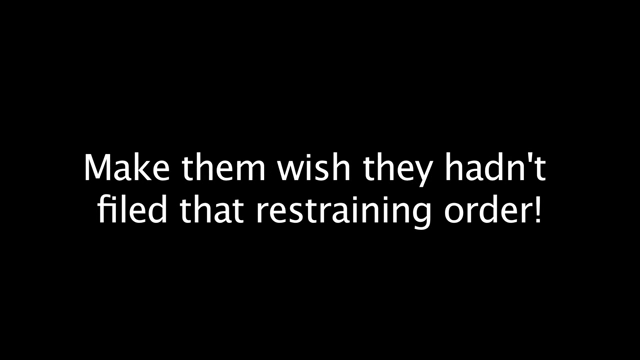 Make them wish they hadn't
filed that restraining order!